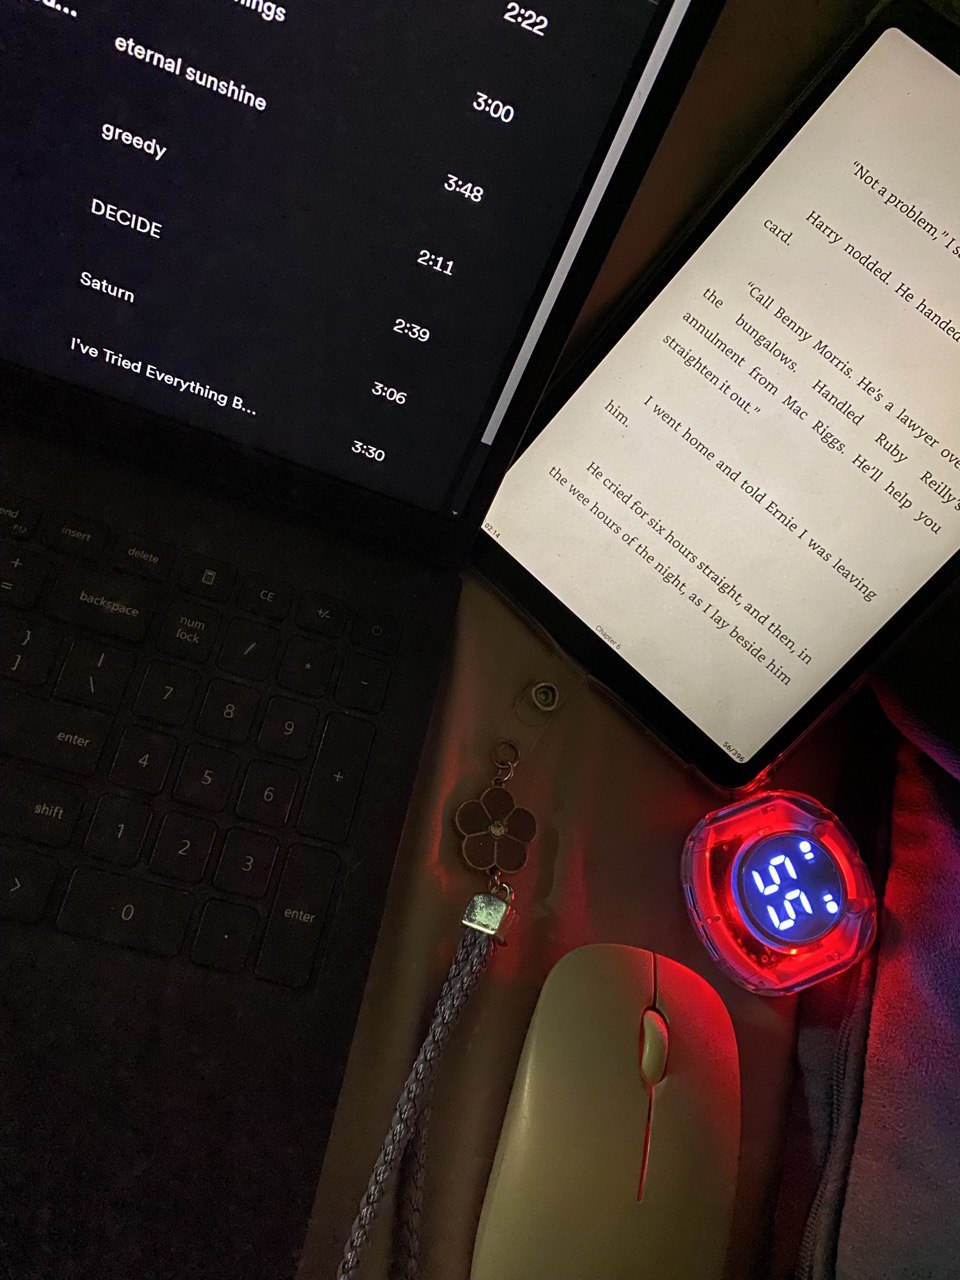 ings
2:22
eternal sunshine
3:00
greedy
3:48
DECIDE
2:11
Saturn
2:39
I've Tried Everything B...
3:06
3:30
“Not a problem,” I
Harry nodded. He handed
card.
“Call Benny Morris. He’s a lawyer
the bungalows. Handled Ruby Reilly’s
annulment from Mac Riggs. He’ll help you
straighten it out.”
I went home and told Ernie I was leaving
him.
He cried for six hours straight, and then, in
the wee hours of the night, as I lay beside him
02:14
Chapter 6
56/396
F12
insert
delete
CE
+/-
+
=
backspace
num
lock
/
*
-
}
]
|
\
7
8
9
+
enter
4
5
6
shift
1
2
3
>
0
.
enter
55